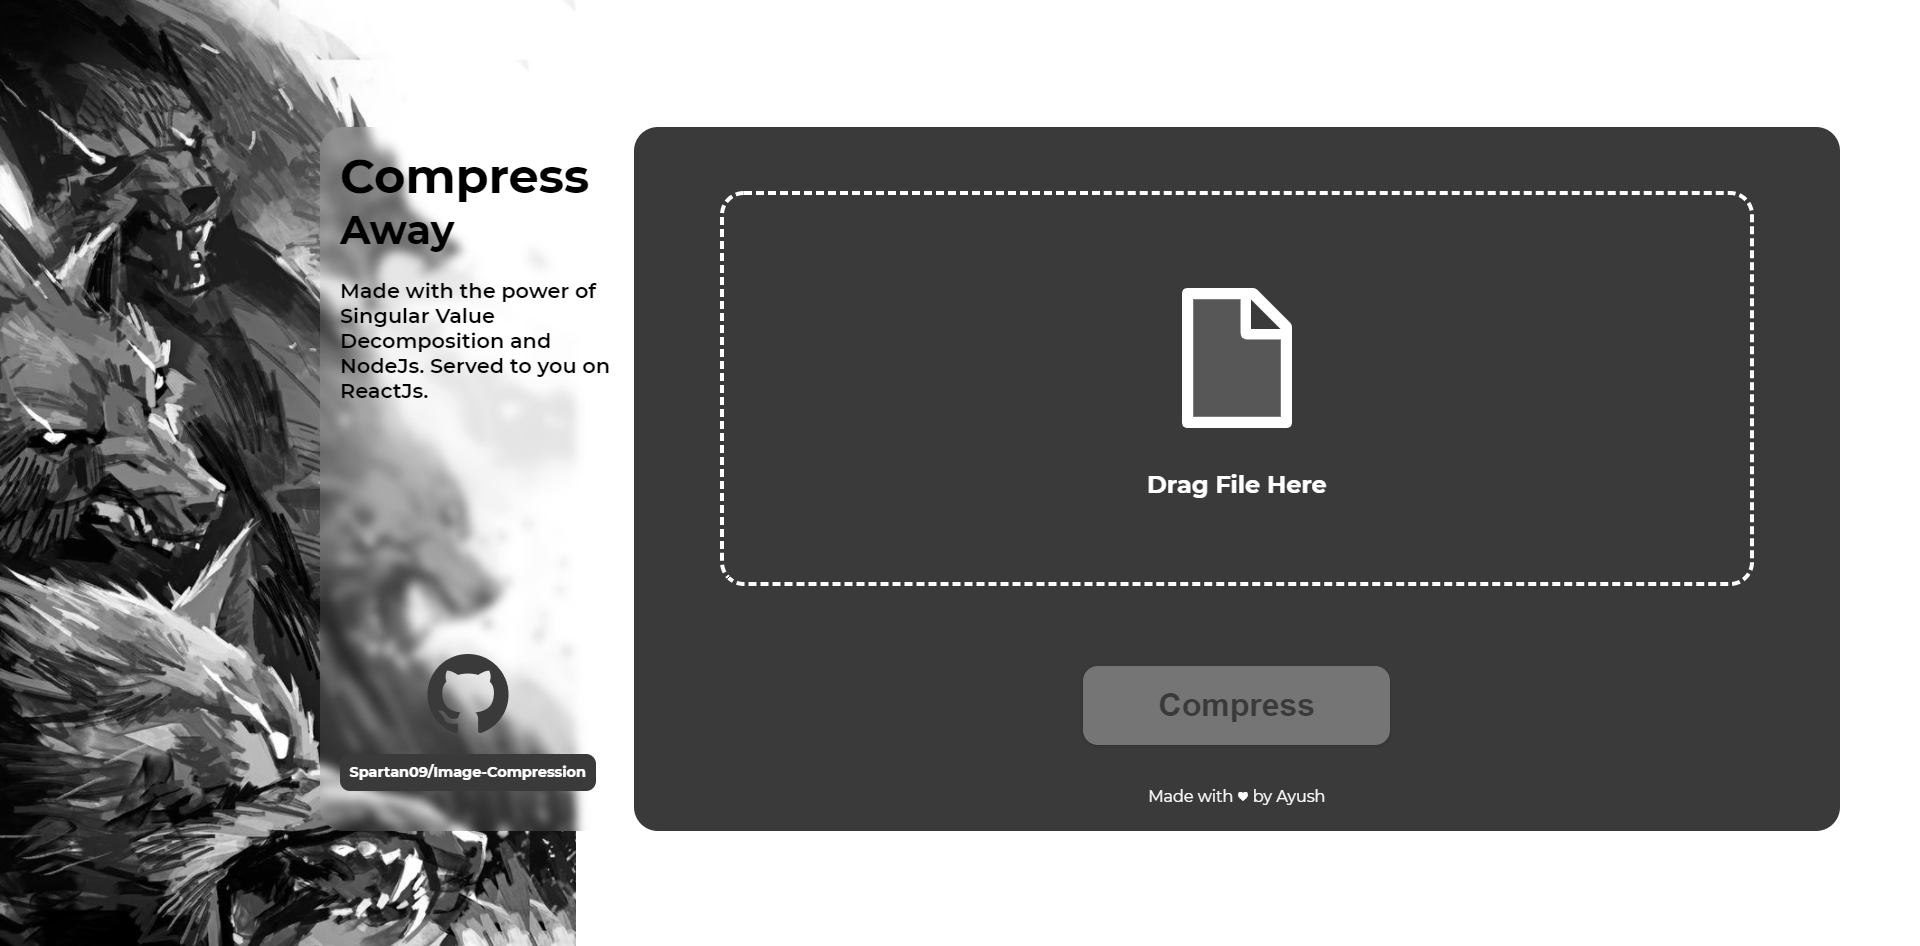 Compress
Away
Made with the power of
Singular Value
Decomposition and
NodeJs. Served to you on
ReactJs.
Spartan09/Image-Compression
Drag File Here
Compress
Made with ♥ by Ayush